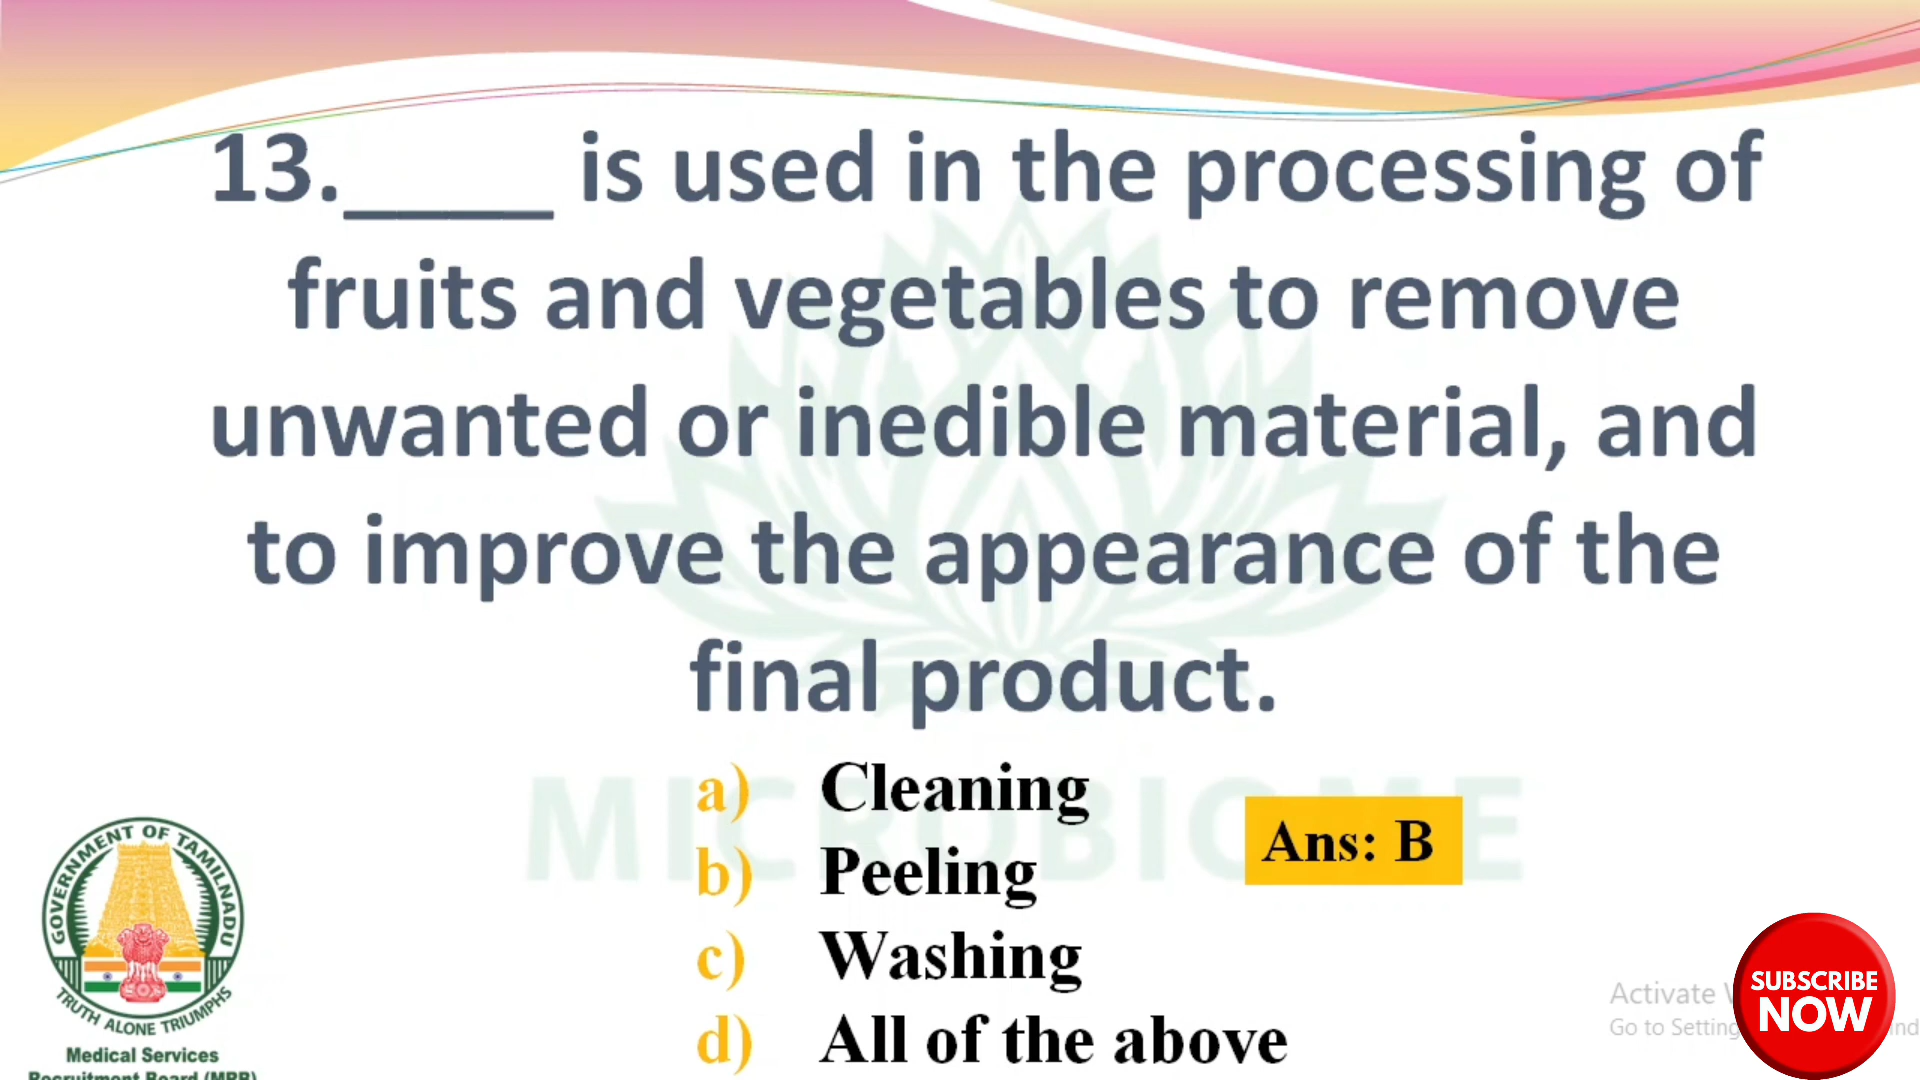 13.____ is used in the processing of
fruits and vegetables to remove
unwanted or inedible material, and
to improve the appearance of the
final product.
MICROBIOME
a) Cleaning
b) Peeling
c) Washing
d) All of the above
Ans: B
GOVERNMENT OF TAMILNADU
TRUTH ALONE TRIUMPHS
Medical Services
Recruitment Board (MRB)
Activate
Go to Setting
SUBSCRIBE
NOW